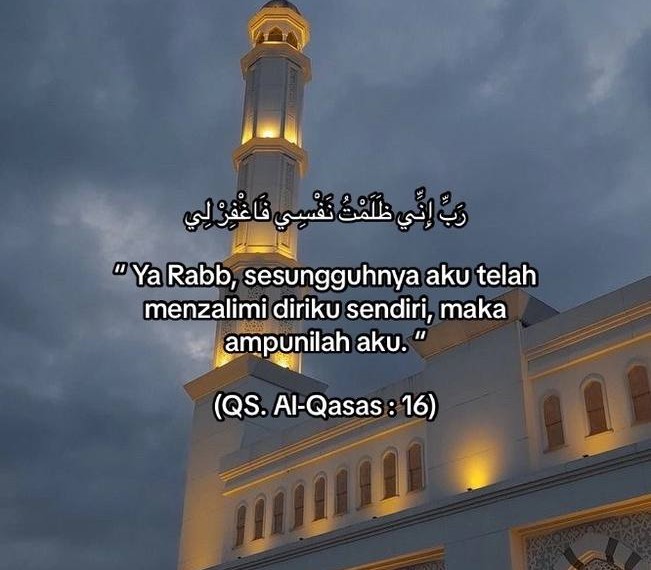 رَبِّ إِنِّي ظَلَمْتُ نَفْسِي فَاغْفِرْ لِي
“ Ya Rabb, sesungguhnya aku telah
menzalimi diriku sendiri, maka
ampunilah aku. “
(QS. Al-Qasas : 16)